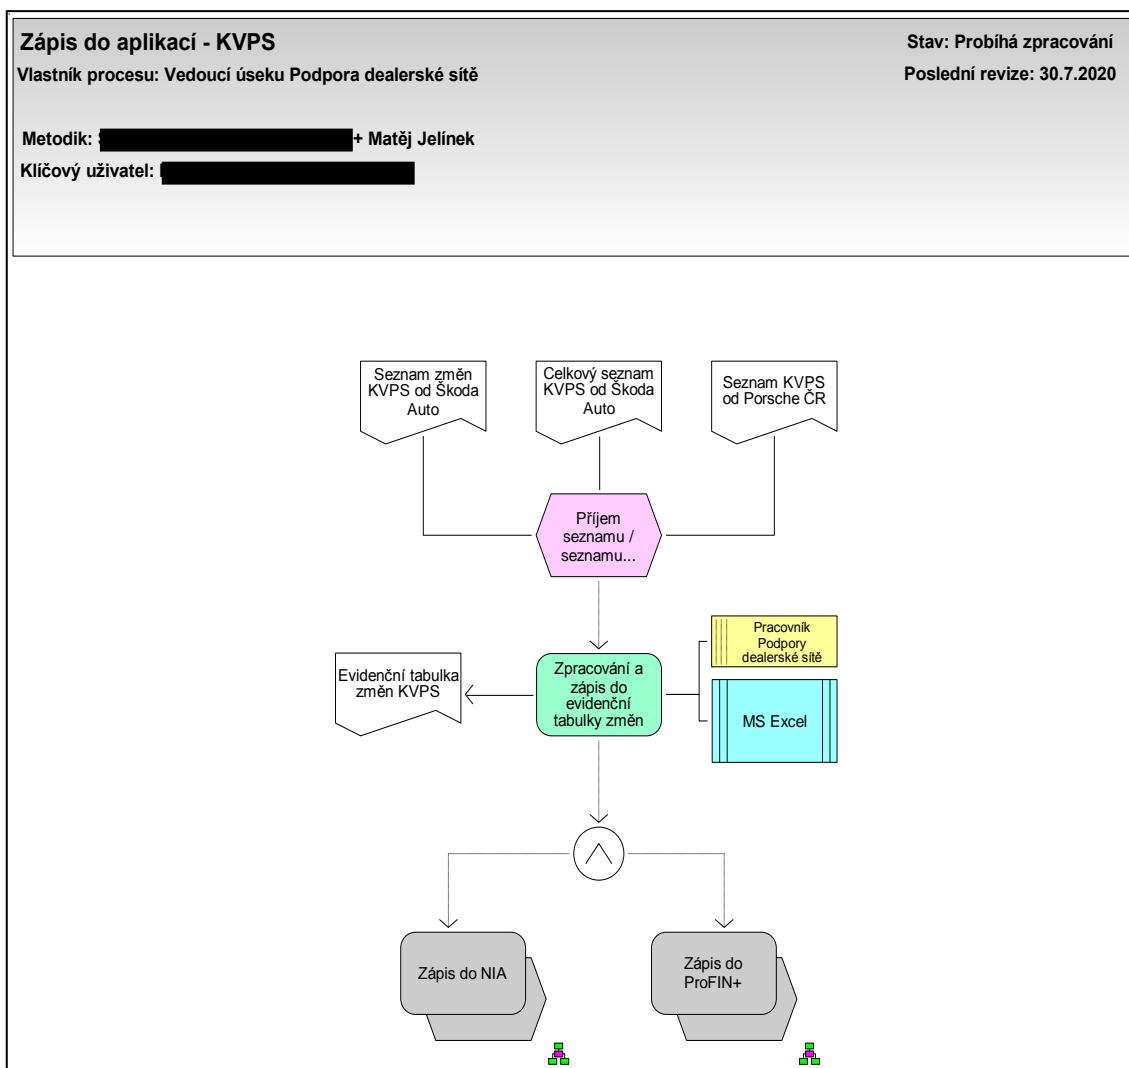 Zápis do aplikací - KVPS
Stav: Probíhá zpracování
Vlastník procesu: Vedoucí úseku Podpora dealerské sítě
Poslední revize: 30.7.2020
Metodik: + Matěj Jelínek
Klíčový uživatel:
Seznam změn
KVPS od Škoda
Auto
Celkový seznam
KVPS od Škoda
Auto
Seznam KVPS
od Porsche ČR
Příjem
seznamu /
seznamu...
Pracovník
Podpory
dealerské sítě
Evidenční tabulka
změn KVPS
Zpracování a
zápis do
evidenční
tabulky změn
MS Excel
Zápis do NIA
Zápis do
ProFIN+